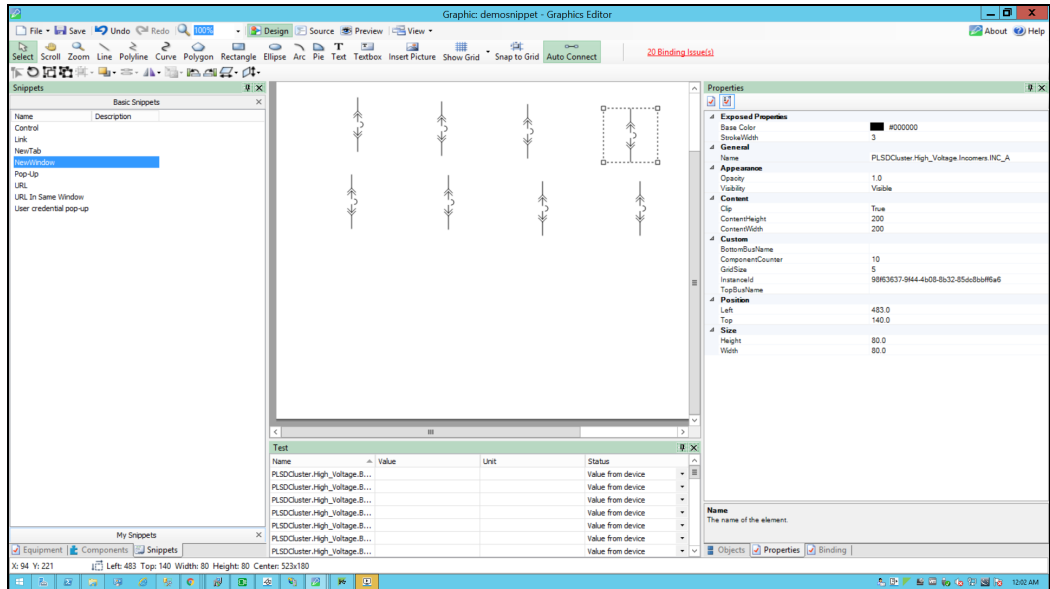 Graphic: demosnippet - Graphics Editor
File Save Undo Redo 100% Design Source Preview View About Help
Select Scroll Zoom Line Polyline Curve Polygon Rectangle Ellipse Arc Pie Text Textbox Insert Picture Show Grid Snap to Grid Auto Connect 20 Binding Issue(s)
Snippets
Basic Snippets
Name Description
Control
Link
NewTab
NewWindow
Pop-Up
URL
URL In Same Window
User credential pop-up
My Snippets
Equipment Components Snippets
Test
Name Value Unit Status
PLSDCluster.High_Voltage.B... Value from device
PLSDCluster.High_Voltage.B... Value from device
PLSDCluster.High_Voltage.B... Value from device
PLSDCluster.High_Voltage.B... Value from device
PLSDCluster.High_Voltage.B... Value from device
PLSDCluster.High_Voltage.B... Value from device
PLSDCluster.High_Voltage.B... Value from device
Properties
Exposed Properties
Base Color #000000
StrokeWidth 3
General
Name PLSDCluster.High_Voltage.Incomers.INC_A
Appearance
Opacity 1.0
Visibility Visible
Content
Clip True
ContentHeight 200
ContentWidth 200
Custom
BottomBusName
ComponentCounter 10
GridSize 5
InstanceId 98f63637-9f44-4b08-8b32-85dc8bbff6a6
TopBusName
Position
Left 483.0
Top 140.0
Size
Height 80.0
Width 80.0
Name
The name of the element.
Objects Properties Binding
X: 94 Y: 221 Left: 483 Top: 140 Width: 80 Height: 80 Center: 523x180
12:02 AM